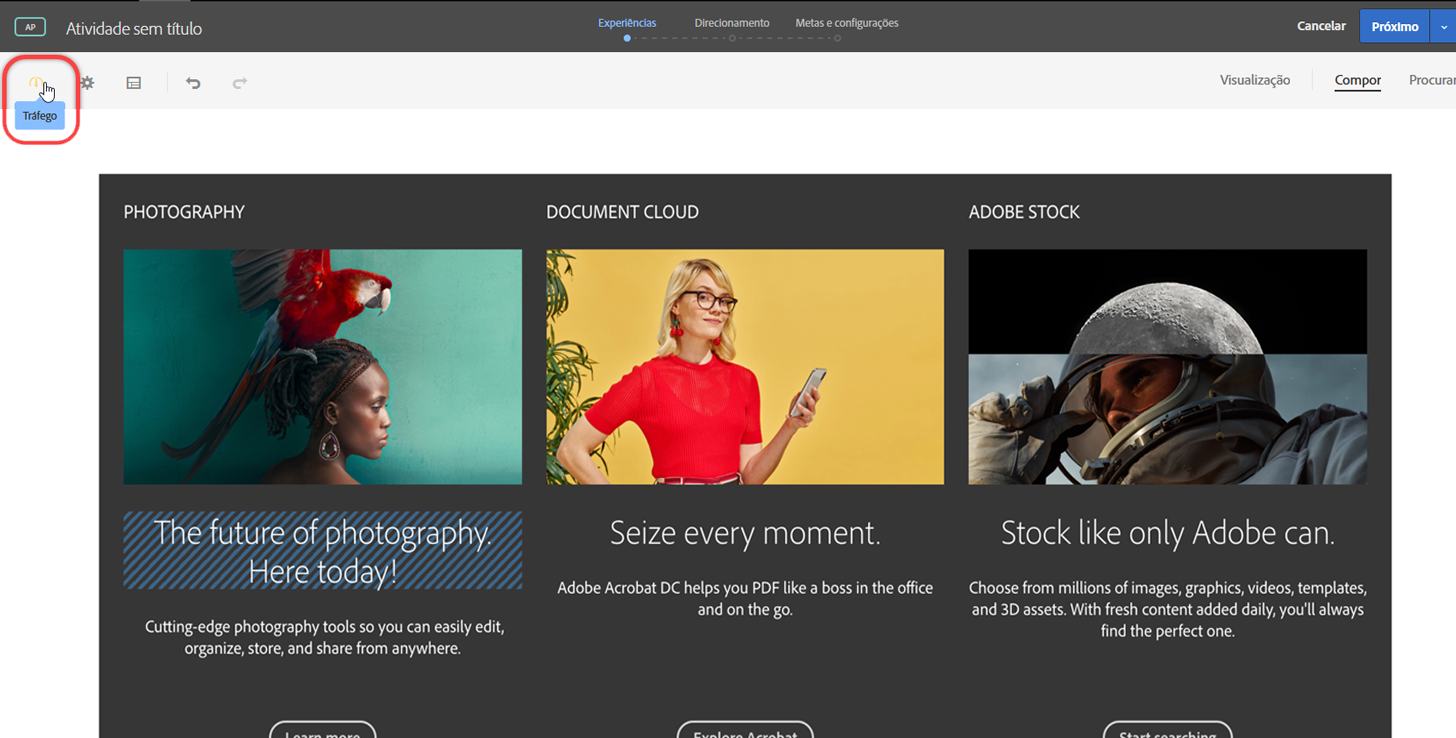 AP
Atividade sem título
Experiências
Direcionamento
Metas e configurações
Cancelar
Próximo
Tráfego
Visualização
Compor
Procurar
PHOTOGRAPHY
DOCUMENT CLOUD
ADOBE STOCK
The future of photography.
Here today!
Cutting-edge photography tools so you can easily edit,
organize, store, and share from anywhere.
Learn more
Seize every moment.
Adobe Acrobat DC helps you PDF like a boss in the office
and on the go.
Explore Acrobat
Stock like only Adobe can.
Choose from millions of images, graphics, videos, templates,
and 3D assets. With fresh content added daily, you'll always
find the perfect one.
Start searching